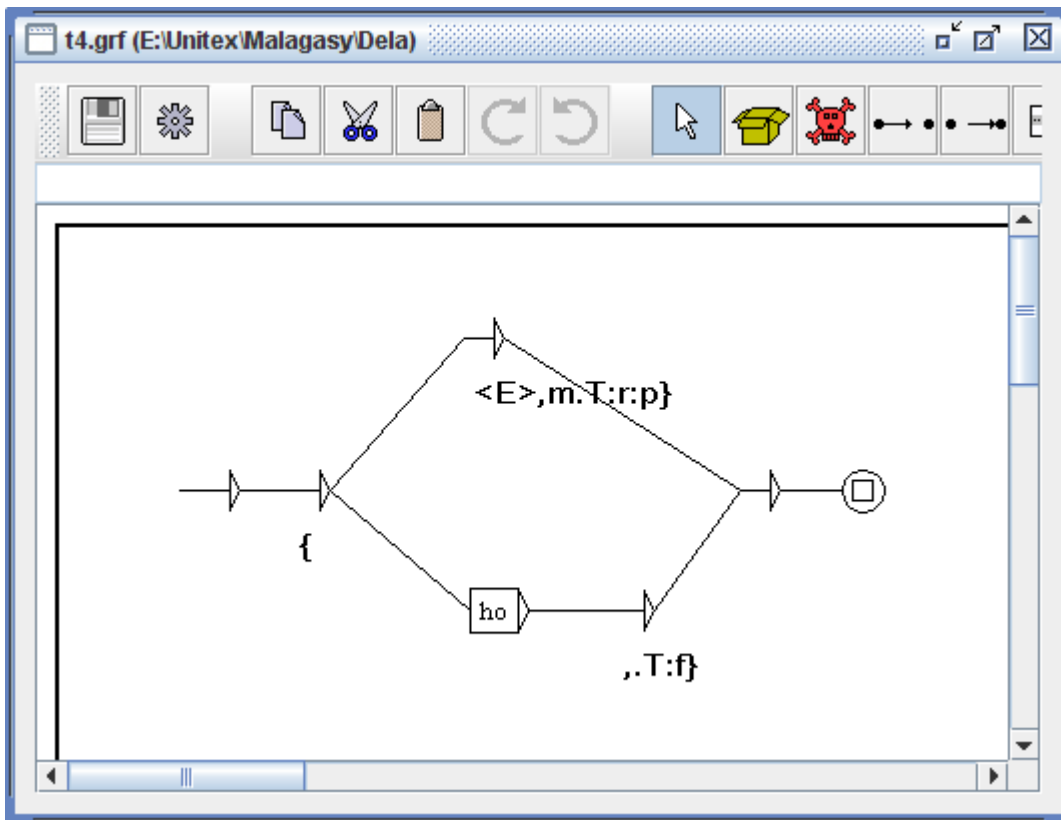 t4.grf (E:\Unitex\Malagasy\Dela)
<E>,m.T:r:p}
{
ho
,.T:f}